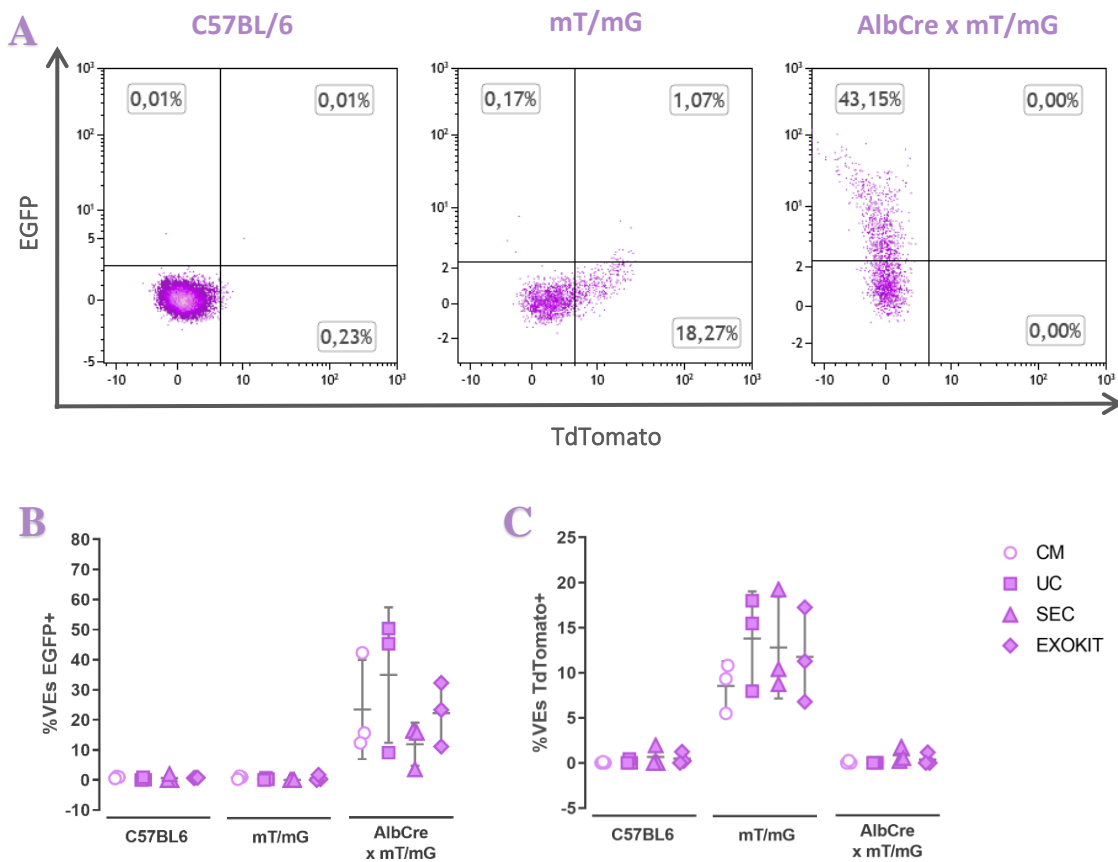 A
C57BL/6
mT/mG
AlbCre x mT/mG
EGFP
10³
10²
10¹
5
0
-5
0,01%
0,01%
0,23%
-10
0
10
10²
10³
10³
10²
10¹
2
0
-2
0,17%
1,07%
18,27%
-10
0
10
10²
10³
10³
10²
10¹
2
0
-2
43,15%
0,00%
0,00%
-10
0
10
10²
10³
TdTomato
B
%VEs EGFP+
80
70
60
50
40
30
20
10
0
-10
C57BL6
mT/mG
AlbCre
x mT/mG
C
%VEs TdTomato+
25
20
15
10
5
0
-5
C57BL6
mT/mG
AlbCre
x mT/mG
CM
UC
SEC
EXOKIT